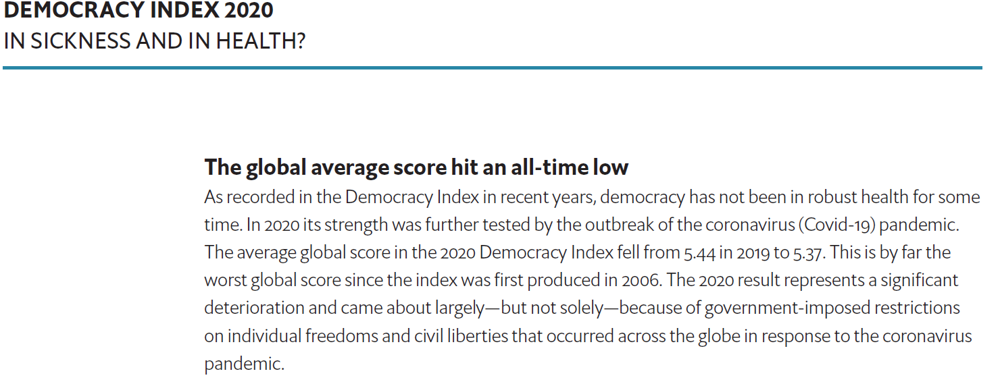 DEMOCRACY INDEX 2020
IN SICKNESS AND IN HEALTH?
The global average score hit an all-time low
As recorded in the Democracy Index in recent years, democracy has not been in robust health for some
time. In 2020 its strength was further tested by the outbreak of the coronavirus (Covid-19) pandemic.
The average global score in the 2020 Democracy Index fell from 5.44 in 2019 to 5.37. This is by far the
worst global score since the index was first produced in 2006. The 2020 result represents a significant
deterioration and came about largely—but not solely—because of government-imposed restrictions
on individual freedoms and civil liberties that occurred across the globe in response to the coronavirus
pandemic.